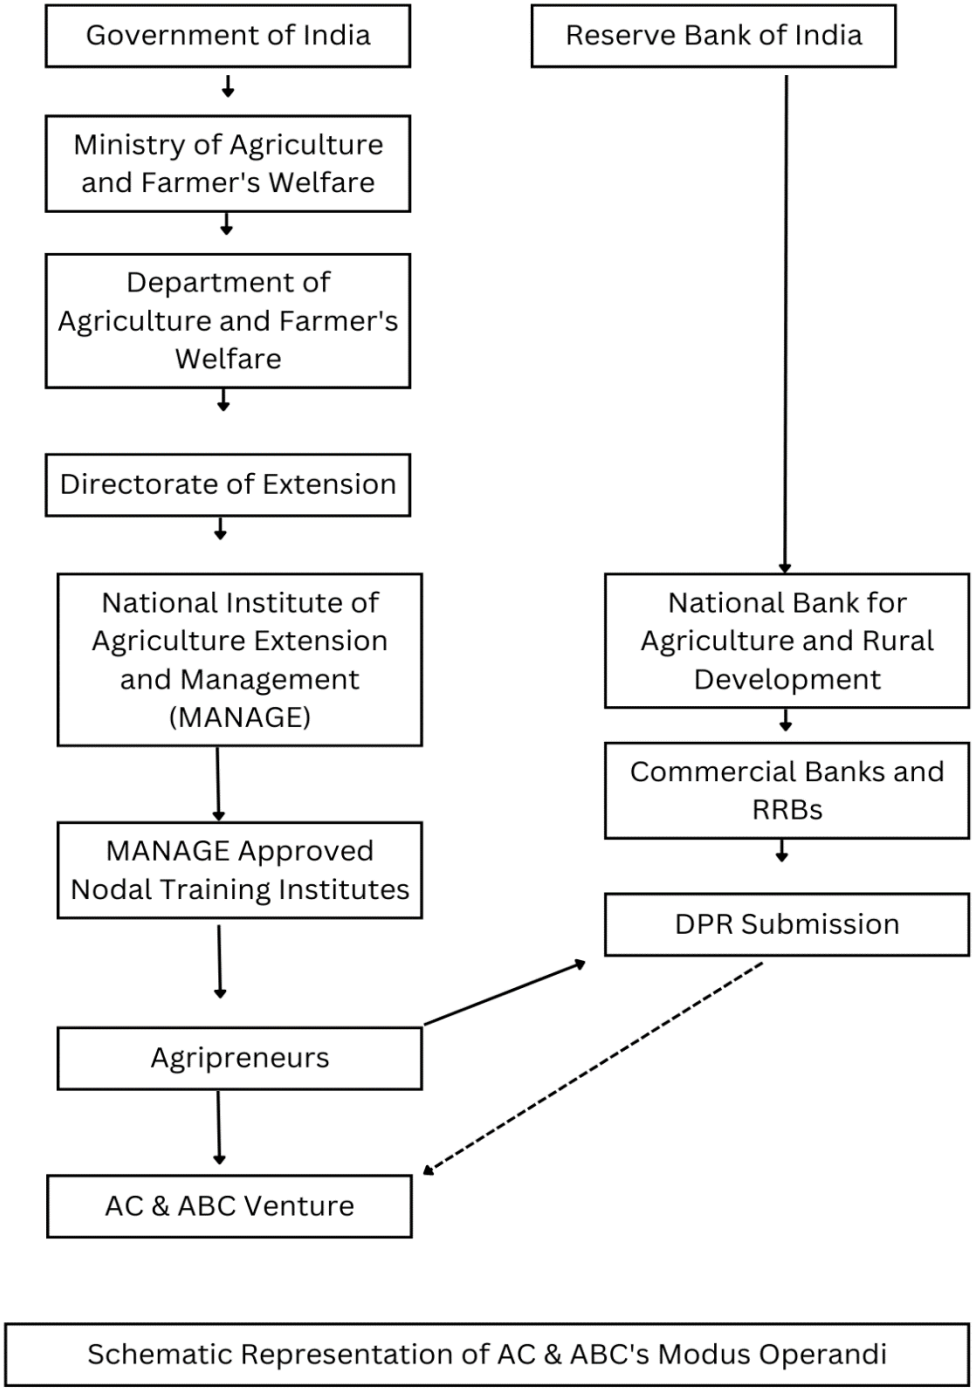 Government of India
Reserve Bank of India
Ministry of Agriculture
and Farmer's Welfare
Department of
Agriculture and Farmer's
Welfare
Directorate of Extension
National Institute of
Agriculture Extension
and Management
(MANAGE)
National Bank for
Agriculture and Rural
Development
Commercial Banks and
RRBs
MANAGE Approved
Nodal Training Institutes
DPR Submission
Agripreneurs
AC & ABC Venture
Schematic Representation of AC & ABC's Modus Operandi